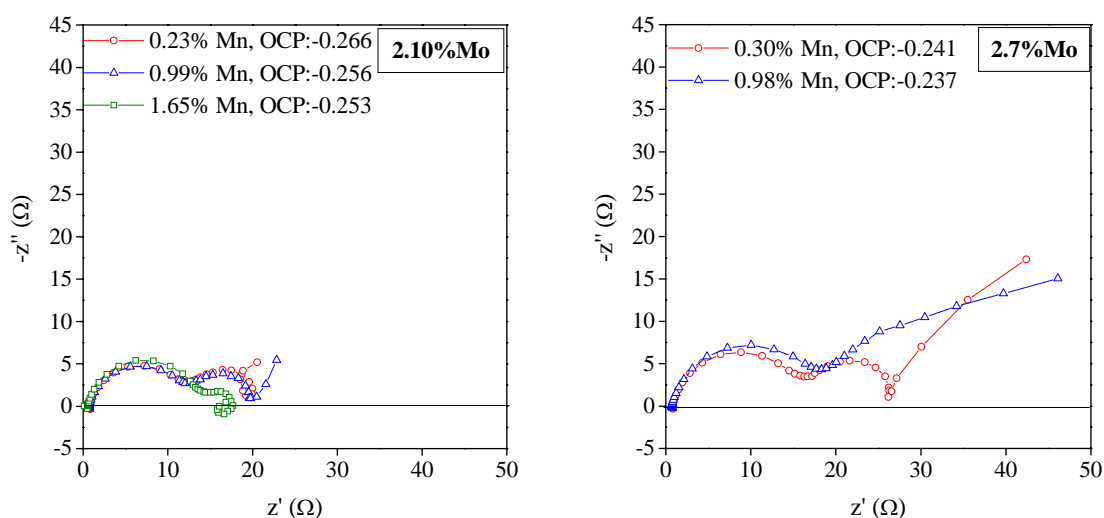 45
40
35
30
25
20
15
10
5
0
-5
-z'' (Ω)
0.23% Mn, OCP:-0.266
0.99% Mn, OCP:-0.256
1.65% Mn, OCP:-0.253
2.10%Mo
0 10 20 30 40 50
z' (Ω)
45
40
35
30
25
20
15
10
5
0
-5
-z'' (Ω)
0.30% Mn, OCP:-0.241
0.98% Mn, OCP:-0.237
2.7%Mo
0 10 20 30 40 50
z' (Ω)